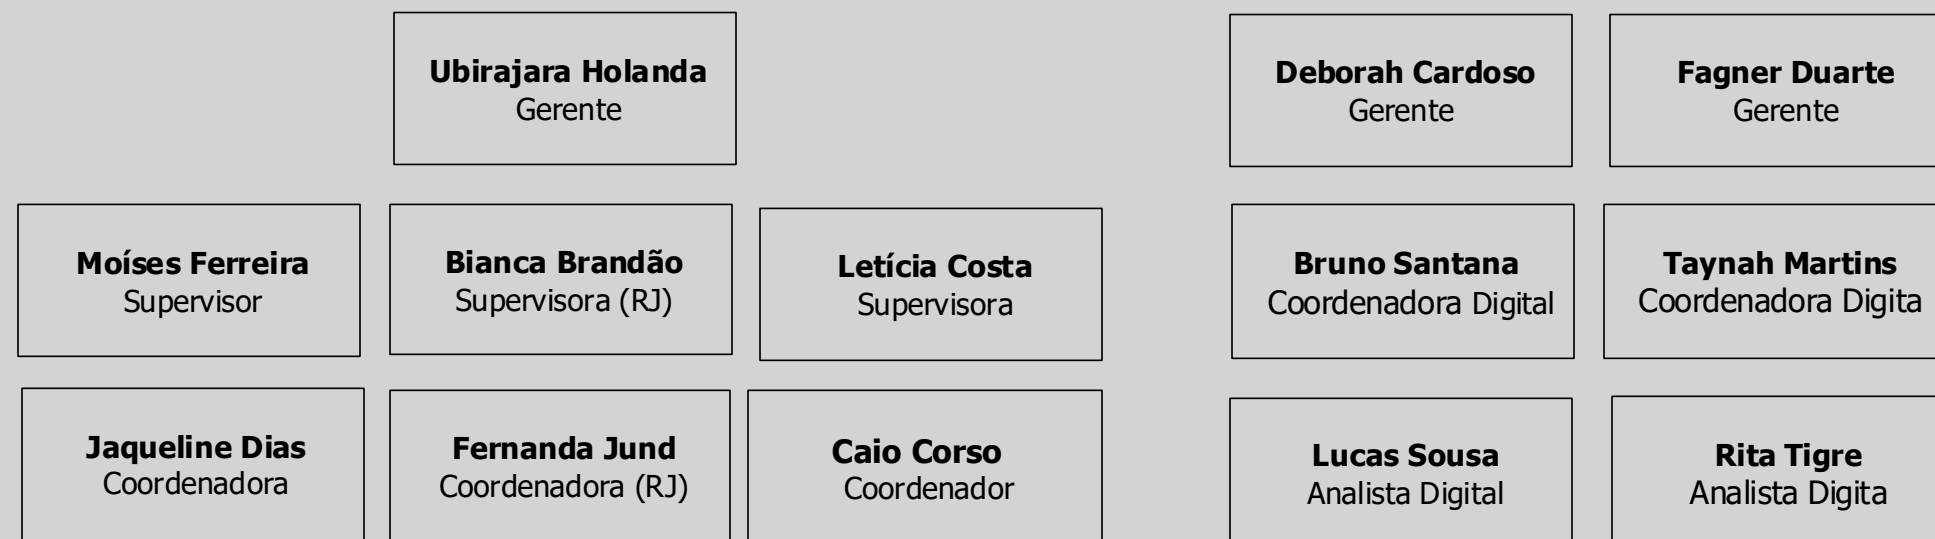 Ubirajara Holanda
Gerente
Deborah Cardoso
Gerente
Fagner Duarte
Gerente
Moíses Ferreira
Supervisor
Bianca Brandão
Supervisora (RJ)
Letícia Costa
Supervisora
Bruno Santana
Coordenadora Digital
Taynah Martins
Coordenadora Digita
Jaqueline Dias
Coordenadora
Fernanda Jund
Coordenadora (RJ)
Caio Corso
Coordenador
Lucas Sousa
Analista Digital
Rita Tigre
Analista Digita